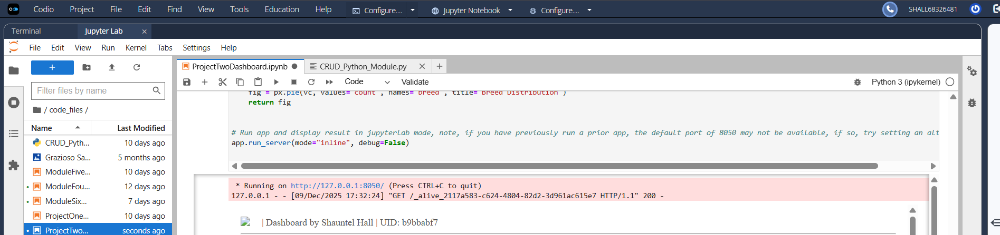 Codio Project File Edit Find View Tools Education Help Configure.... Jupyter Notebook Configure.... SHALL68326481
Terminal Jupyter Lab ×
File Edit View Run Kernel Tabs Settings Help
+
Filter files by name
/ code_files /
Name Last Modified
CRUD_Pyth... 10 days ago
Grazioso Sa... 5 months ago
ModuleFive... 10 days ago
ModuleFou... 12 days ago
ModuleSix... 7 days ago
ProjectOne... 10 days ago
ProjectTwo... seconds ago
ProjectTwoDashboard.ipynb CRUD_Python_Module.py × +
Code Validate Python 3 (ipykernel)
fig = px.pie(vc, values='count', names='breed', title='Breed Distribution')
return fig
# Run app and display result in jupyterlab mode, note, if you have previously run a prior app, the default port of 8050 may not be available, if so, try setting an alt
app.run_server(mode="inline", debug=False)
* Running on http://127.0.0.1:8050/ (Press CTRL+C to quit)
127.0.0.1 - - [09/Dec/2025 17:32:24] "GET /_alive_2117a583-c624-4804-82d2-3d961ac615e7 HTTP/1.1" 200 -
| Dashboard by Shauntel Hall | UID: b9bbabf7